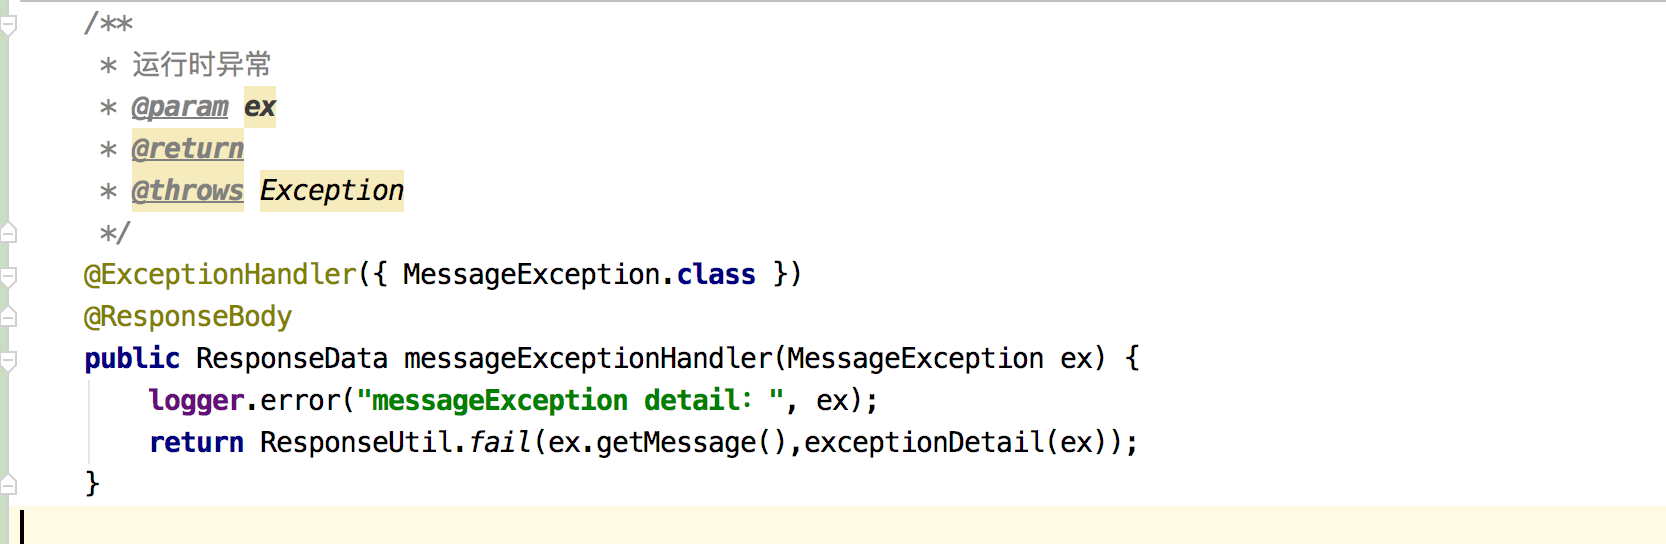 /**
 * 运行时异常
 * @param ex
 * @return
 * @throws Exception
 */
@ExceptionHandler({ MessageException.class })
@ResponseBody
public ResponseData messageExceptionHandler(MessageException ex) {
    logger.error("messageException detail：", ex);
    return ResponseUtil.fail(ex.getMessage(),exceptionDetail(ex));
}